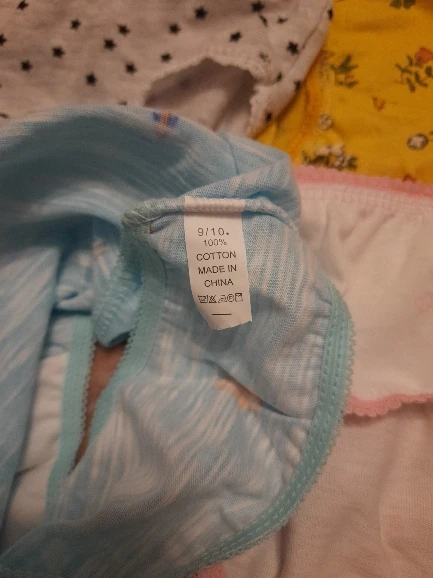 9/10.
100%
COTTON
MADE IN
CHINA